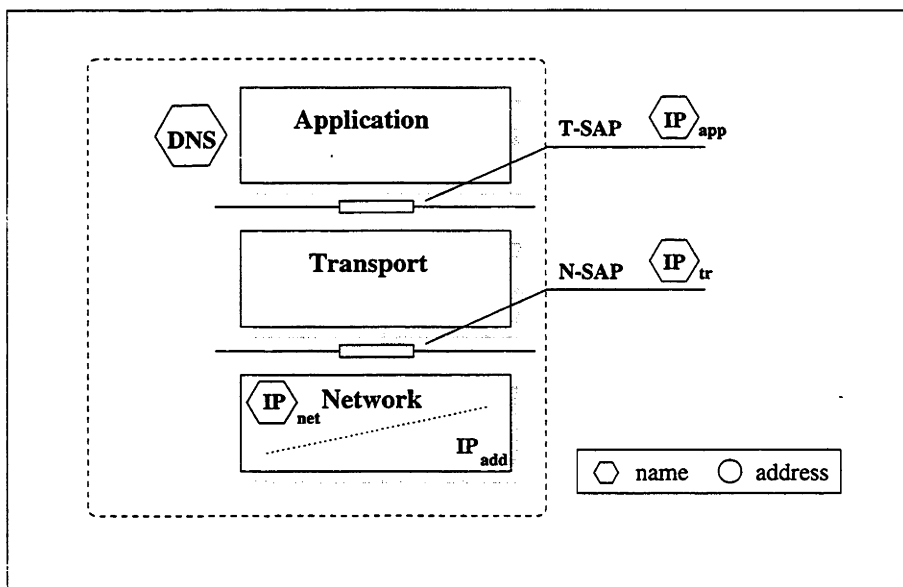 Application
DNS
T-SAP IP app
Transport
N-SAP IP tr
IP net Network
IP add
name address